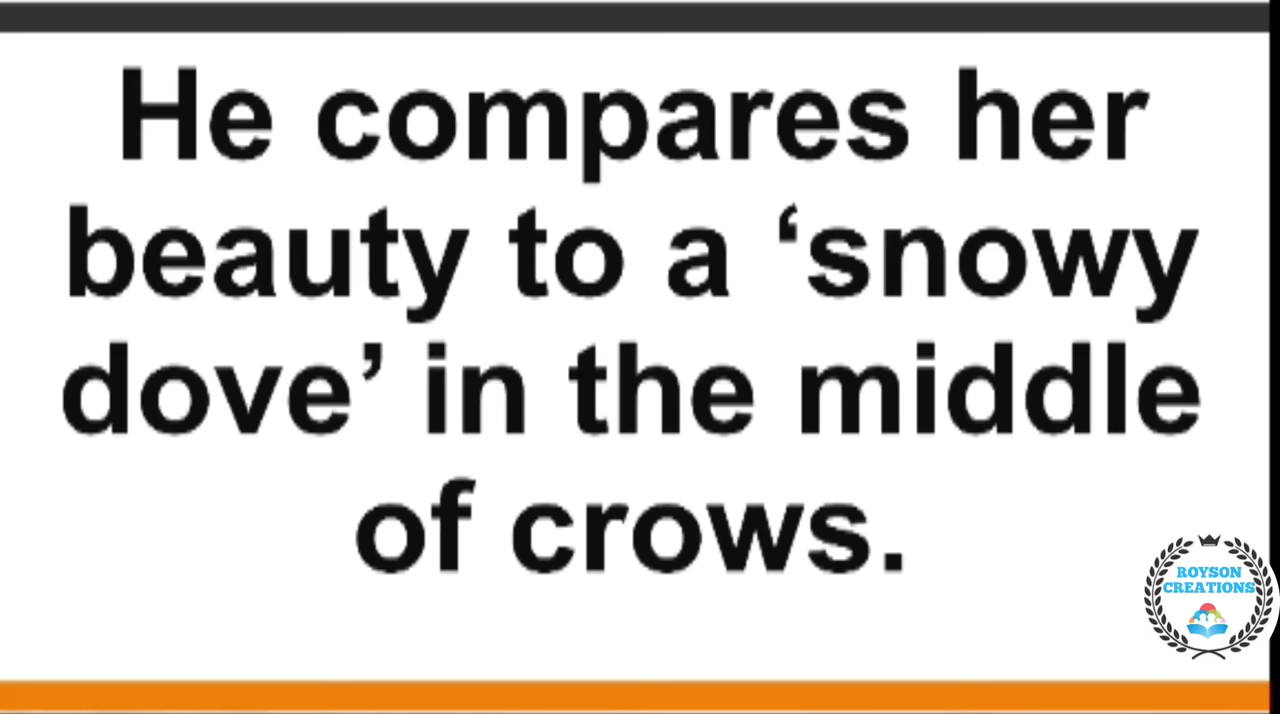 He compares her
beauty to a ‘snowy
dove’ in the middle
of crows.
ROYSON
CREATIONS